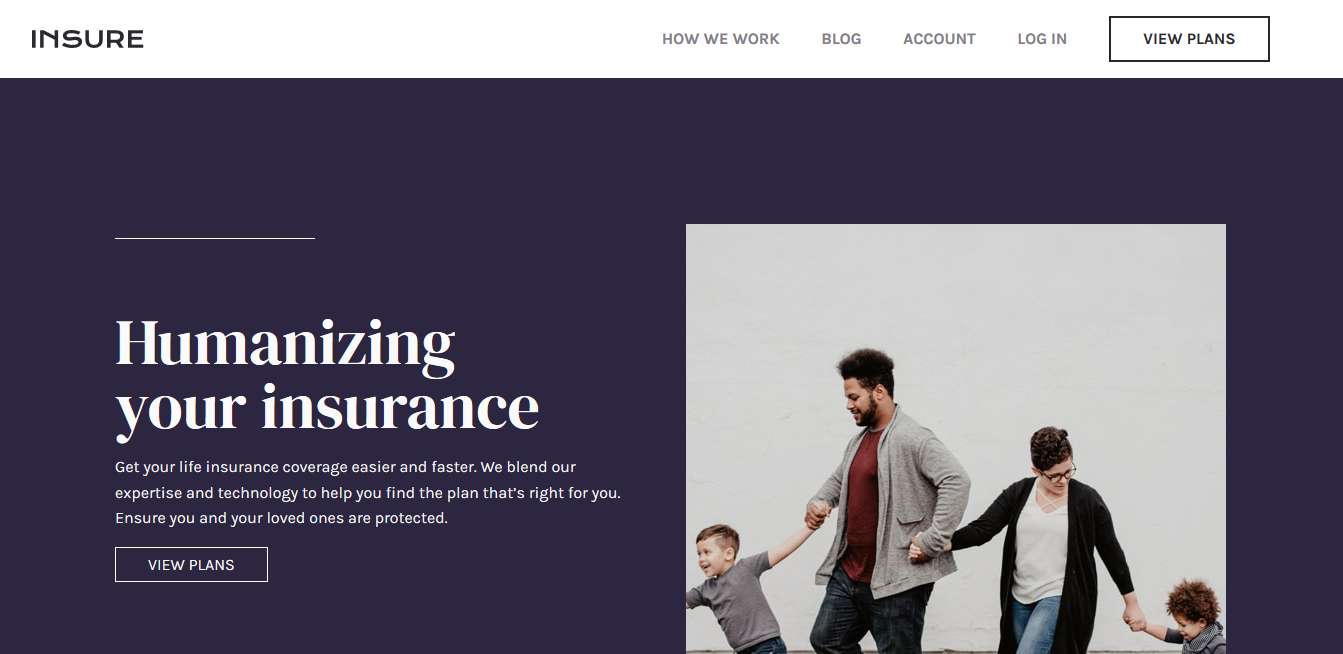 INSURE
HOW WE WORK
BLOG
ACCOUNT
LOG IN
VIEW PLANS
Humanizing
your insurance
Get your life insurance coverage easier and faster. We blend our
expertise and technology to help you find the plan that’s right for you.
Ensure you and your loved ones are protected.
VIEW PLANS